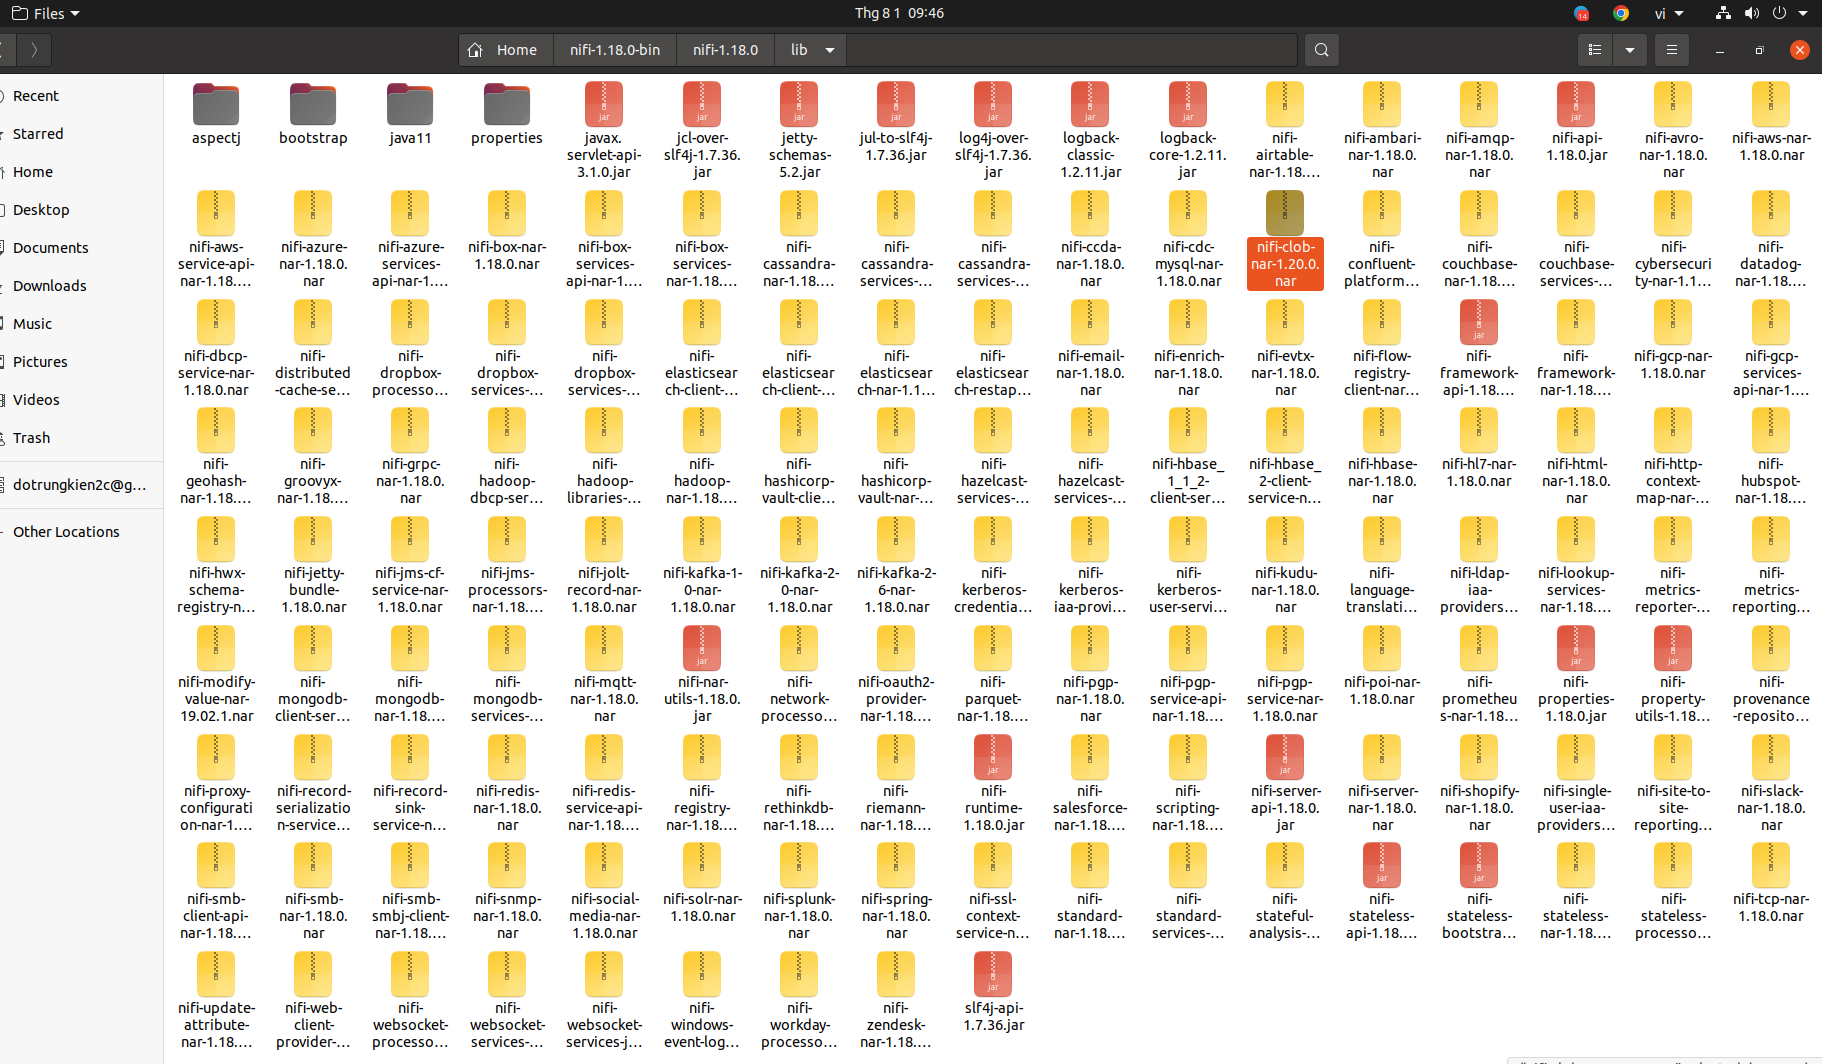 Files
Thg 8 1 09:46
14
vi
Home
nifi-1.18.0-bin
nifi-1.18.0
lib
Recent
Starred
Home
Desktop
Documents
Downloads
Music
Pictures
Videos
Trash
dotrungkien2c@g...
Other Locations
aspectj
bootstrap
java11
properties
jar
javax.
servlet-api-
3.1.0.jar
jar
jcl-over-
slf4j-1.7.36.
jar
jar
jetty-
schemas-
5.2.jar
jar
jul-to-slf4j-
1.7.36.jar
jar
log4j-over-
slf4j-1.7.36.
jar
jar
logback-
classic-
1.2.11.jar
jar
logback-
core-1.2.11.
jar
nifi-
airtable-
nar-1.18....
nifi-ambari-
nar-1.18.0.
nar
nifi-amqp-
nar-1.18.0.
nar
jar
nifi-api-
1.18.0.jar
nifi-avro-
nar-1.18.0.
nar
nifi-aws-nar-
1.18.0.nar
nifi-aws-
service-api-
nar-1.18....
nifi-azure-
nar-1.18.0.
nar
nifi-azure-
services-
api-nar-1....
nifi-box-nar-
1.18.0.nar
nifi-box-
services-
api-nar-1....
nifi-box-
services-
nar-1.18....
nifi-
cassandra-
nar-1.18....
nifi-
cassandra-
services-...
nifi-
cassandra-
services-...
nifi-ccda-
nar-1.18.0.
nar
nifi-cdc-
mysql-nar-
1.18.0.nar
nifi-clob-
nar-1.20.0.
nar
nifi-
confluent-
platform...
nifi-
couchbase-
nar-1.18....
nifi-
couchbase-
services-...
nifi-
cybersecuri
ty-nar-1.1...
nifi-
datadog-
nar-1.18....
nifi-dbcp-
service-nar-
1.18.0.nar
nifi-
distributed
-cache-se...
nifi-
dropbox-
processo...
nifi-
dropbox-
services-...
nifi-
dropbox-
services-...
nifi-
elasticsear
ch-client-...
nifi-
elasticsear
ch-client-...
nifi-
elasticsear
ch-nar-1.1...
nifi-
elasticsear
ch-restap...
nifi-email-
nar-1.18.0.
nar
nifi-enrich-
nar-1.18.0.
nar
nifi-evtx-
nar-1.18.0.
nar
nifi-flow-
registry-
client-nar...
jar
nifi-
framework-
api-1.18....
nifi-
framework-
nar-1.18....
nifi-gcp-nar-
1.18.0.nar
nifi-gcp-
services-
api-nar-1....
nifi-
geohash-
nar-1.18....
nifi-
groovyx-
nar-1.18....
nifi-grpc-
nar-1.18.0.
nar
nifi-
hadoop-
dbcp-ser...
nifi-
hadoop-
libraries-...
nifi-
hadoop-
nar-1.18....
nifi-
hashicorp-
vault-clie...
nifi-
hashicorp-
vault-nar-...
nifi-
hazelcast-
services-...
nifi-
hazelcast-
services-...
nifi-hbase_
1_1_2-
client-ser...
nifi-hbase_
2-client-
service-n...
nifi-hbase-
nar-1.18.0.
nar
nifi-hl7-nar-
1.18.0.nar
nifi-html-
nar-1.18.0.
nar
nifi-http-
context-
map-nar-...
nifi-
hubspot-
nar-1.18....
nifi-hwx-
schema-
registry-n...
nifi-jetty-
bundle-
1.18.0.nar
nifi-jms-cf-
service-nar-
1.18.0.nar
nifi-jms-
processors-
nar-1.18....
nifi-jolt-
record-nar-
1.18.0.nar
nifi-kafka-1-
0-nar-
1.18.0.nar
nifi-kafka-2-
0-nar-
1.18.0.nar
nifi-kafka-2-
6-nar-
1.18.0.nar
nifi-
kerberos-
credentia...
nifi-
kerberos-
iaa-provi...
nifi-
kerberos-
user-servi...
nifi-kudu-
nar-1.18.0.
nar
nifi-
language-
translati...
nifi-ldap-
iaa-
providers...
nifi-lookup-
services-
nar-1.18....
nifi-
metrics-
reporter-...
nifi-
metrics-
reporting...
nifi-modify-
value-nar-
19.02.1.nar
nifi-
mongodb-
client-ser...
nifi-
mongodb-
nar-1.18....
nifi-
mongodb-
services-...
nifi-mqtt-
nar-1.18.0.
nar
jar
nifi-nar-
utils-1.18.0.
jar
nifi-
network-
processo...
nifi-oauth2-
provider-
nar-1.18....
nifi-
parquet-
nar-1.18....
nifi-pgp-
nar-1.18.0.
nar
nifi-pgp-
service-api-
nar-1.18....
nifi-pgp-
service-nar-
1.18.0.nar
nifi-poi-nar-
1.18.0.nar
nifi-
prometheu
s-nar-1.18...
jar
nifi-
properties-
1.18.0.jar
jar
nifi-
property-
utils-1.18...
nifi-
provenance
-reposito...
nifi-proxy-
configurati
on-nar-1....
nifi-record-
serializatio
n-service...
nifi-record-
sink-
service-n...
nifi-redis-
nar-1.18.0.
nar
nifi-redis-
service-api-
nar-1.18....
nifi-
registry-
nar-1.18....
nifi-
rethinkdb-
nar-1.18....
nifi-
riemann-
nar-1.18....
jar
nifi-
runtime-
1.18.0.jar
nifi-
salesforce-
nar-1.18....
nifi-
scripting-
nar-1.18....
jar
nifi-server-
api-1.18.0.
jar
nifi-server-
nar-1.18.0.
nar
nifi-shopify-
nar-1.18.0.
nar
nifi-single-
user-iaa-
providers...
nifi-site-to-
site-
reporting...
nifi-slack-
nar-1.18.0.
nar
nifi-smb-
client-api-
nar-1.18....
nifi-smb-
nar-1.18.0.
nar
nifi-smb-
smbj-client-
nar-1.18....
nifi-snmp-
nar-1.18.0.
nar
nifi-social-
media-nar-
1.18.0.nar
nifi-solr-nar-
1.18.0.nar
nifi-splunk-
nar-1.18.0.
nar
nifi-spring-
nar-1.18.0.
nar
nifi-ssl-
context-
service-n...
nifi-
standard-
nar-1.18....
nifi-
standard-
services-...
nifi-
stateful-
analysis-...
jar
nifi-
stateless-
api-1.18....
jar
nifi-
stateless-
bootstra...
nifi-
stateless-
nar-1.18....
nifi-
stateless-
processo...
nifi-tcp-nar-
1.18.0.nar
nifi-update-
attribute-
nar-1.18....
nifi-web-
client-
provider-...
nifi-
websocket-
processo...
nifi-
websocket-
services-...
nifi-
websocket-
services-j...
nifi-
windows-
event-log...
nifi-
workday-
processo...
nifi-
zendesk-
nar-1.18....
jar
slf4j-api-
1.7.36.jar